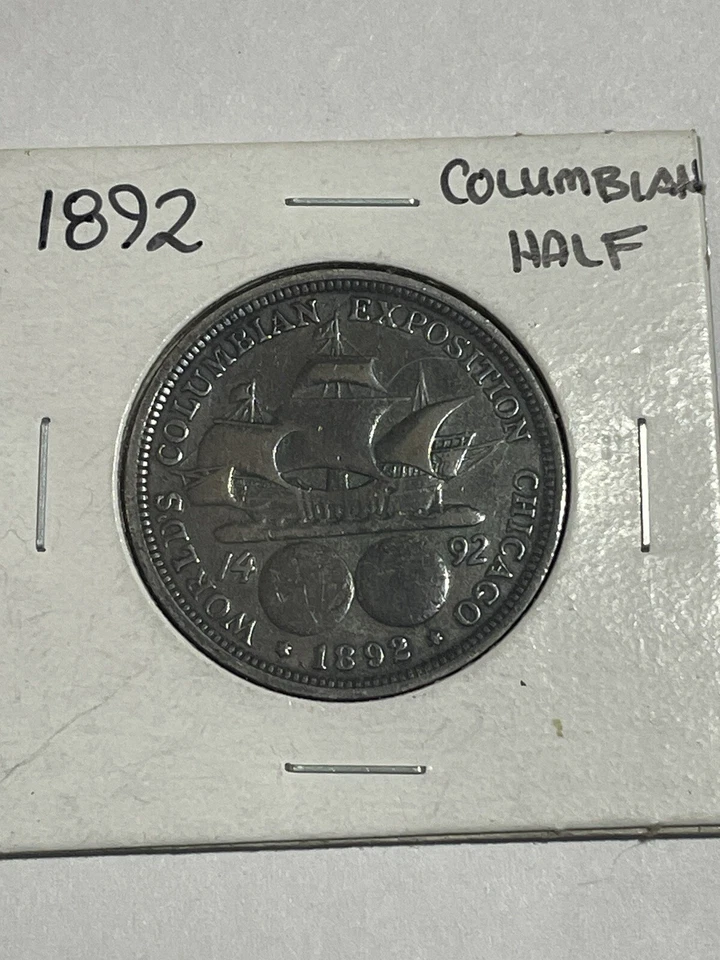 1892
COLUMBIAN
HALF
WORLD'S COLUMBIAN EXPOSITION CHICAGO
14 92
1892